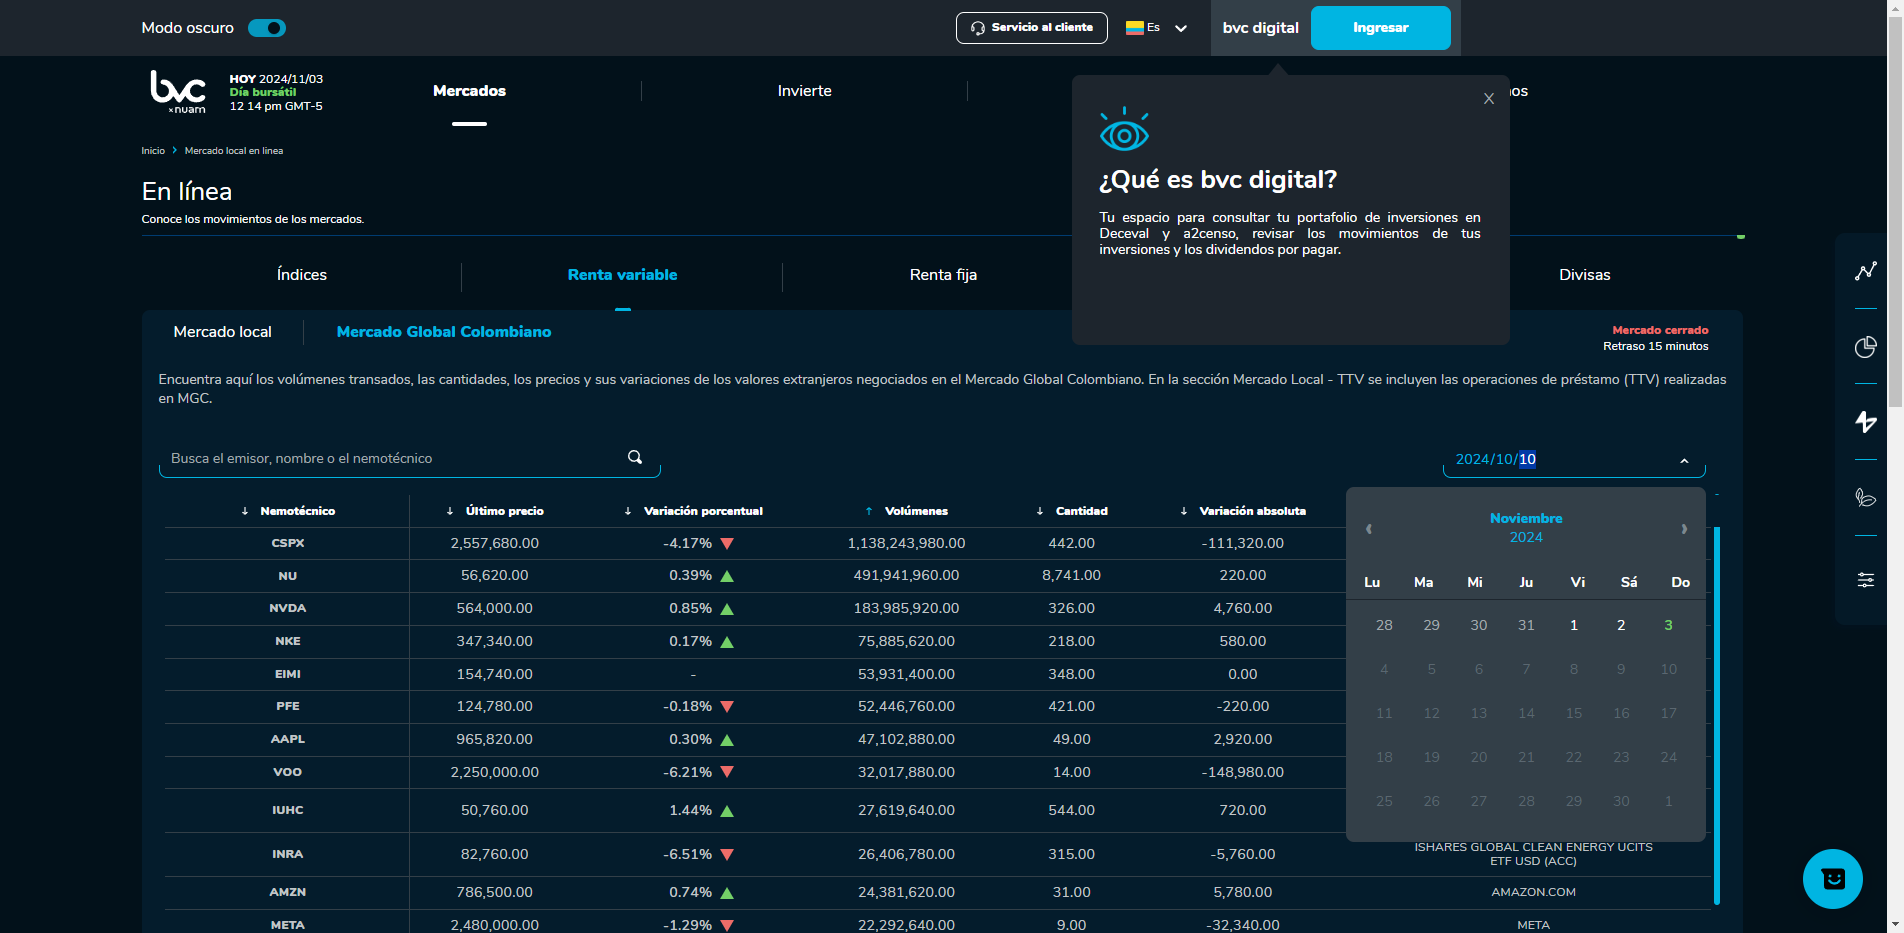 Modo oscuro
Servicio al cliente
Es
bvc digital
Ingresar
bvc
×nuam
HOY 2024/11/03
Día bursátil
12 14 pm GMT-5
Mercados
Invierte
os
X
¿Qué es bvc digital?
Tu espacio para consultar tu portafolio de inversiones en
Deceval y a2censo, revisar los movimientos de tus
inversiones y los dividendos por pagar.
Inicio
Mercado local en linea
En línea
Conoce los movimientos de los mercados.
Índices
Renta variable
Renta fija
Divisas
Mercado local
Mercado Global Colombiano
Mercado cerrado
Retraso 15 minutos
Encuentra aquí los volúmenes transados, las cantidades, los precios y sus variaciones de los valores extranjeros negociados en el Mercado Global Colombiano. En la sección Mercado Local - TTV se incluyen las operaciones de préstamo (TTV) realizadas
en MGC.
Busca el emisor, nombre o el nemotécnico
2024/10/10
Nemotécnico Último precio Variación porcentual Volúmenes Cantidad Variación absoluta
CSPX 2,557,680.00 -4.17% 1,138,243,980.00 442.00 -111,320.00
NU 56,620.00 0.39% 491,941,960.00 8,741.00 220.00
NVDA 564,000.00 0.85% 183,985,920.00 326.00 4,760.00
NKE 347,340.00 0.17% 75,885,620.00 218.00 580.00
EIMI 154,740.00 - 53,931,400.00 348.00 0.00
PFE 124,780.00 -0.18% 52,446,760.00 421.00 -220.00
AAPL 965,820.00 0.30% 47,102,880.00 49.00 2,920.00
VOO 2,250,000.00 -6.21% 32,017,880.00 14.00 -148,980.00
IUHC 50,760.00 1.44% 27,619,640.00 544.00 720.00
INRA 82,760.00 -6.51% 26,406,780.00 315.00 -5,760.00 ISHARES GLOBAL CLEAN ENERGY UCITS
ETF USD (ACC)
AMZN 786,500.00 0.74% 24,381,620.00 31.00 5,780.00 AMAZON.COM
META 2,480,000.00 -1.29% 22,292,640.00 9.00 -32,340.00 META
Noviembre
2024
Lu Ma Mi Ju Vi Sá Do
28 29 30 31 1 2 3
4 5 6 7 8 9 10
11 12 13 14 15 16 17
18 19 20 21 22 23 24
25 26 27 28 29 30 1